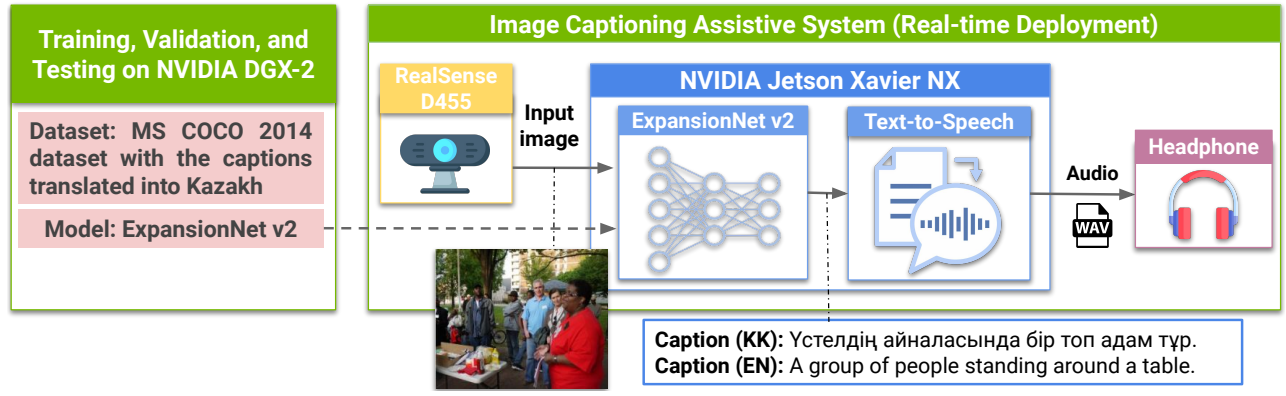 Training, Validation, and
Testing on NVIDIA DGX-2
Dataset: MS COCO 2014
dataset with the captions
translated into Kazakh
Model: ExpansionNet v2
Image Captioning Assistive System (Real-time Deployment)
RealSense
D455
Input
image
NVIDIA Jetson Xavier NX
ExpansionNet v2
Text-to-Speech
Audio
WAV
Headphone
Caption (KK): Үстелдің айналасында бір топ адам тұр.
Caption (EN): A group of people standing around a table.